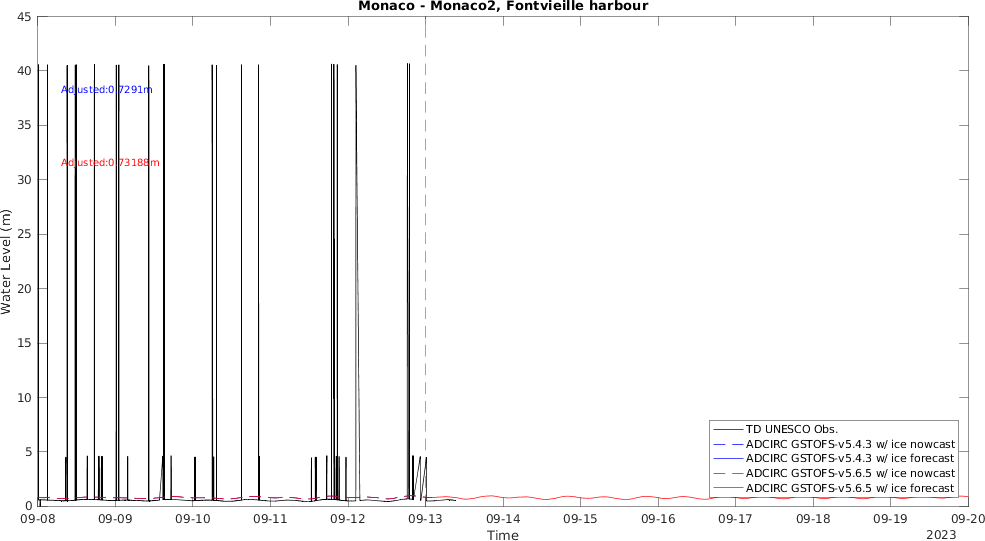 Monaco - Monaco2, Fontvieille harbour
45
40
35
30
25
20
15
10
5
0
Water Level (m)
Adjusted:0.7291m
Adjusted:0.73188m
TD UNESCO Obs.
ADCIRC GSTOFS-v5.4.3 w/ ice nowcast
ADCIRC GSTOFS-v5.4.3 w/ ice forecast
ADCIRC GSTOFS-v5.6.5 w/ ice nowcast
ADCIRC GSTOFS-v5.6.5 w/ ice forecast
09-08 09-09 09-10 09-11 09-12 09-13 09-14 09-15 09-16 09-17 09-18 09-19 09-20
Time
2023